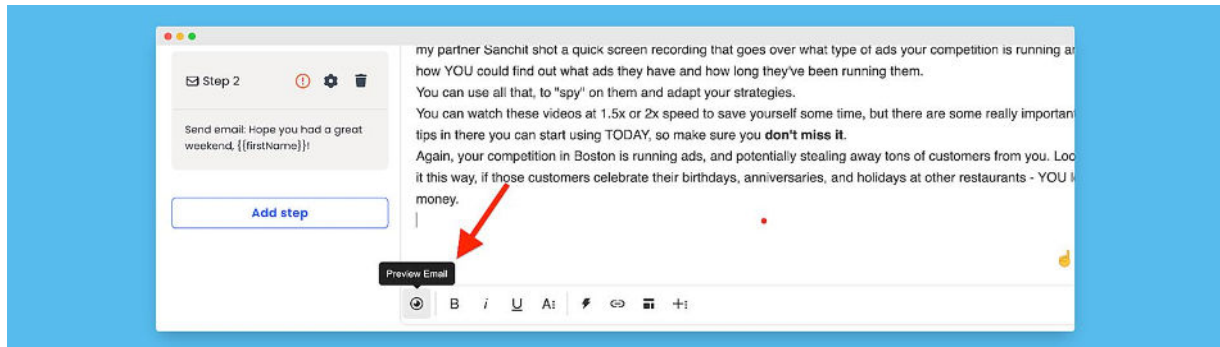 my partner Sanchit shot a quick screen recording that goes over what type of ads your competition is running
Step 2
how YOU could find out what ads they have and how long they've been running them.
You can use all that, to "spy" on them and adapt your strategies.
You can watch these videos at 1.5x or 2x speed to save yourself some time, but there are some really important
Send email: Hope you had a great
weekend, {{firstName}}!
tips in there you can start using TODAY, so make sure you don't miss it.
Again, your competition in Boston is running ads, and potentially stealing away tons of customers from you.
it this way, if those customers celebrate their birthdays, anniversaries, and holidays at other restaurants - YOU
money.
Add step
Preview Email
B i U A